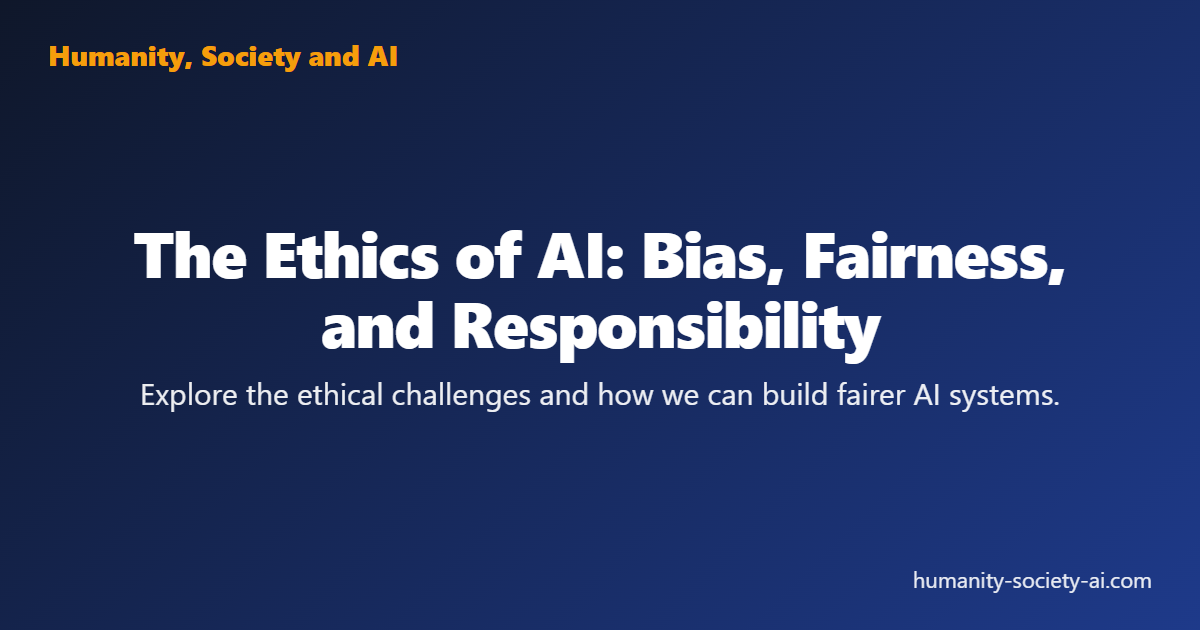 Humanity, Society and AI
The Ethics of AI: Bias, Fairness,
and Responsibility
Explore the ethical challenges and how we can build fairer AI systems.
humanity-society-ai.com